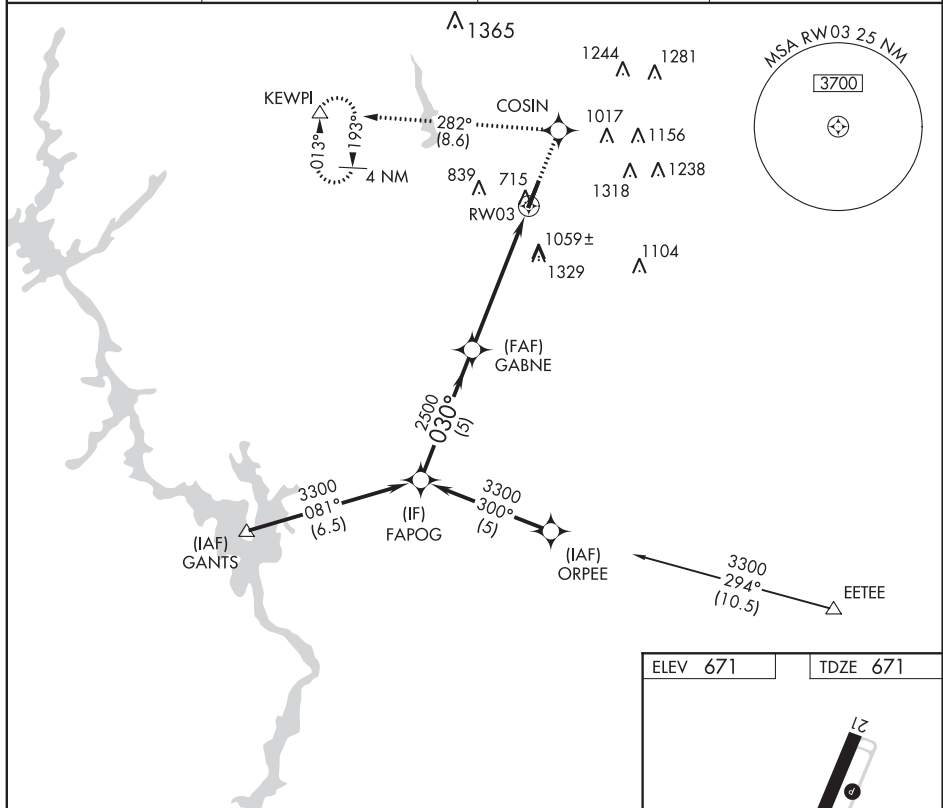 1365
1244
1281
MSA RW03 25 NM
3700
KEWPI
COSIN
282°
(8.6)
1017
1156
013°
193°
4 NM
839
715
1318
1238
RW03
1059±
1329
1104
(FAF)
GABNE
2500
030°
(5)
3300
081°
(6.5)
(IF)
FAPOG
3300
300°
(5)
(IAF)
GANTS
(IAF)
ORPEE
3300
294°
(10.5)
EETEE
ELEV 671
TDZE 671
21
P